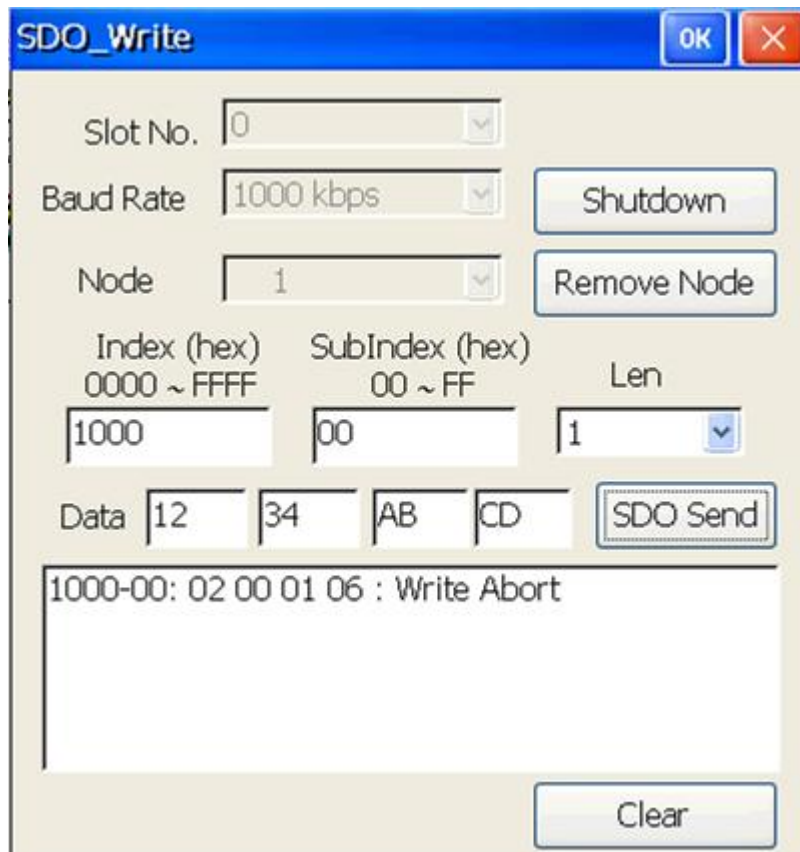 SDO_Write OK
Slot No. 0
Baud Rate 1000 kbps Shutdown
Node 1 Remove Node
Index (hex) SubIndex (hex) Len
0000 ~ FFFF 00 ~ FF
1000 00 1
Data 12 34 AB CD SDO Send
1000-00: 02 00 01 06 : Write Abort
Clear